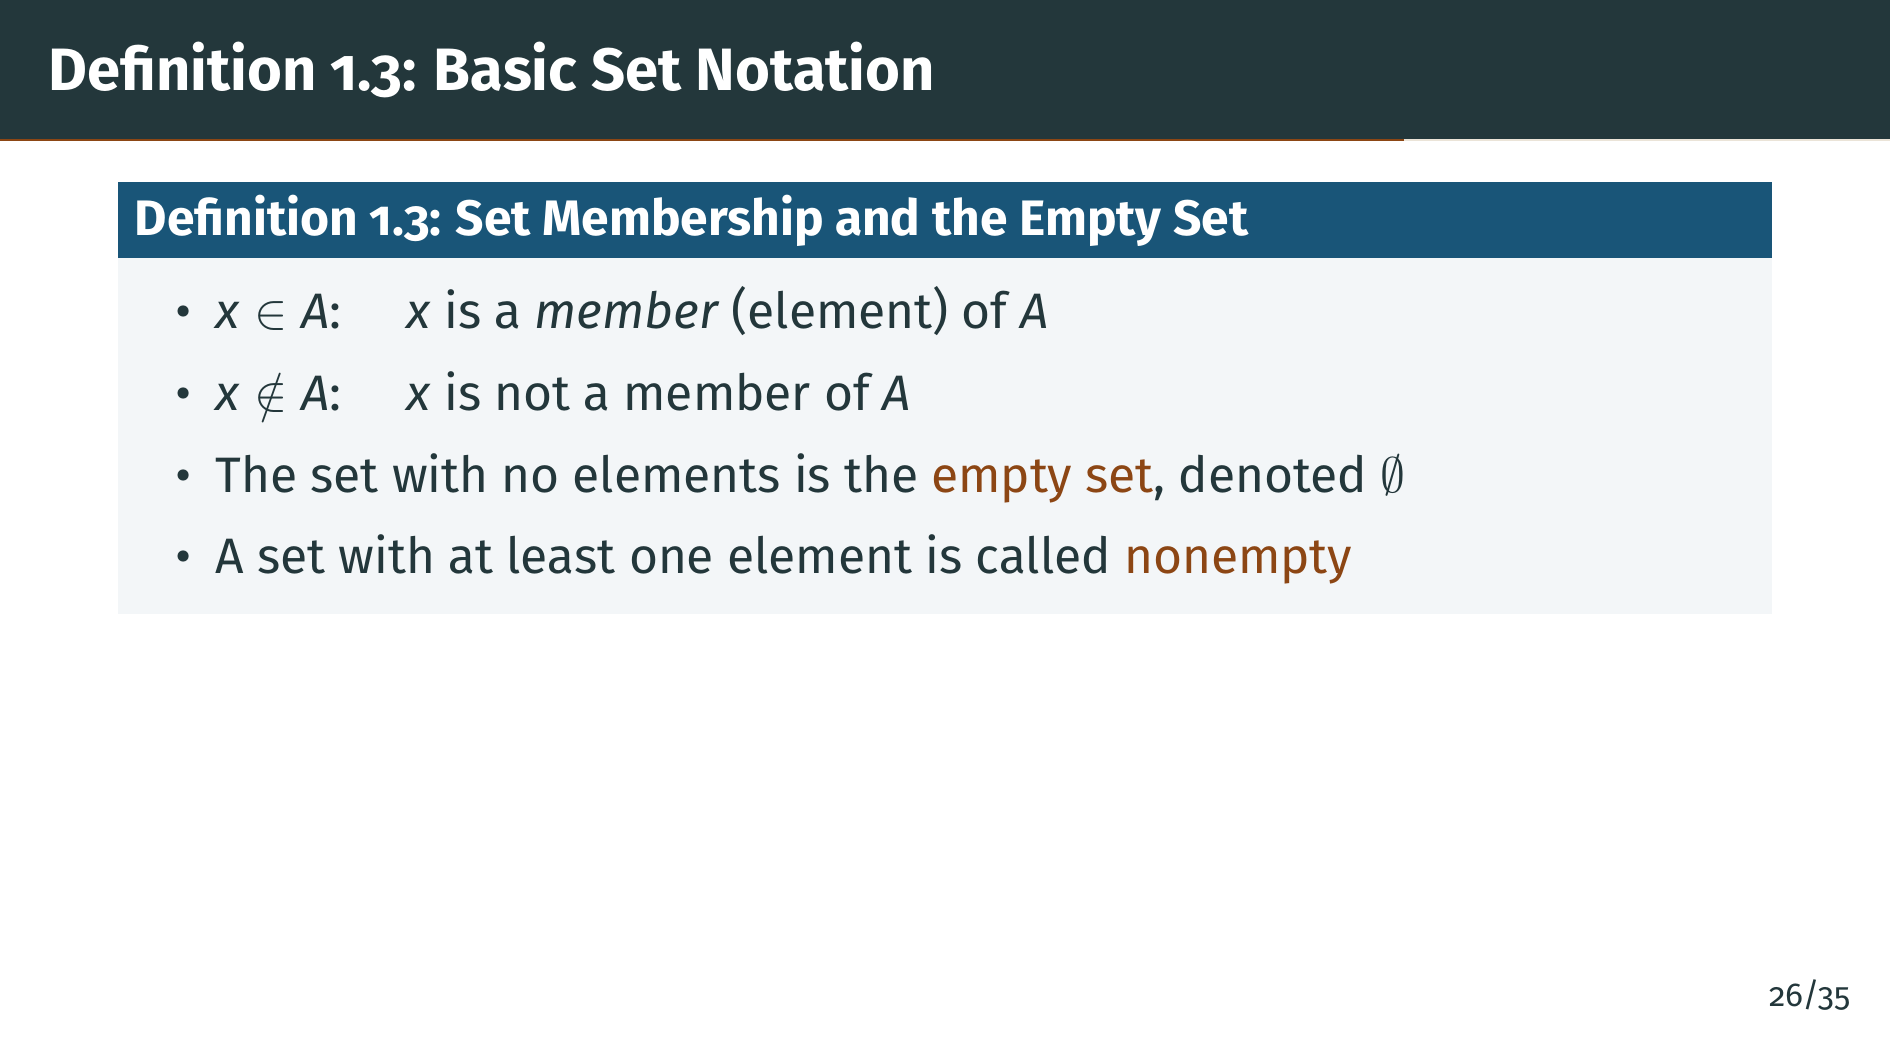 Definition 1.3: Basic Set Notation
Definition 1.3: Set Membership and the Empty Set
• x ∈ A: x is a member (element) of A
• x ∉ A: x is not a member of A
• The set with no elements is the empty set, denoted ∅
• A set with at least one element is called nonempty
26/35